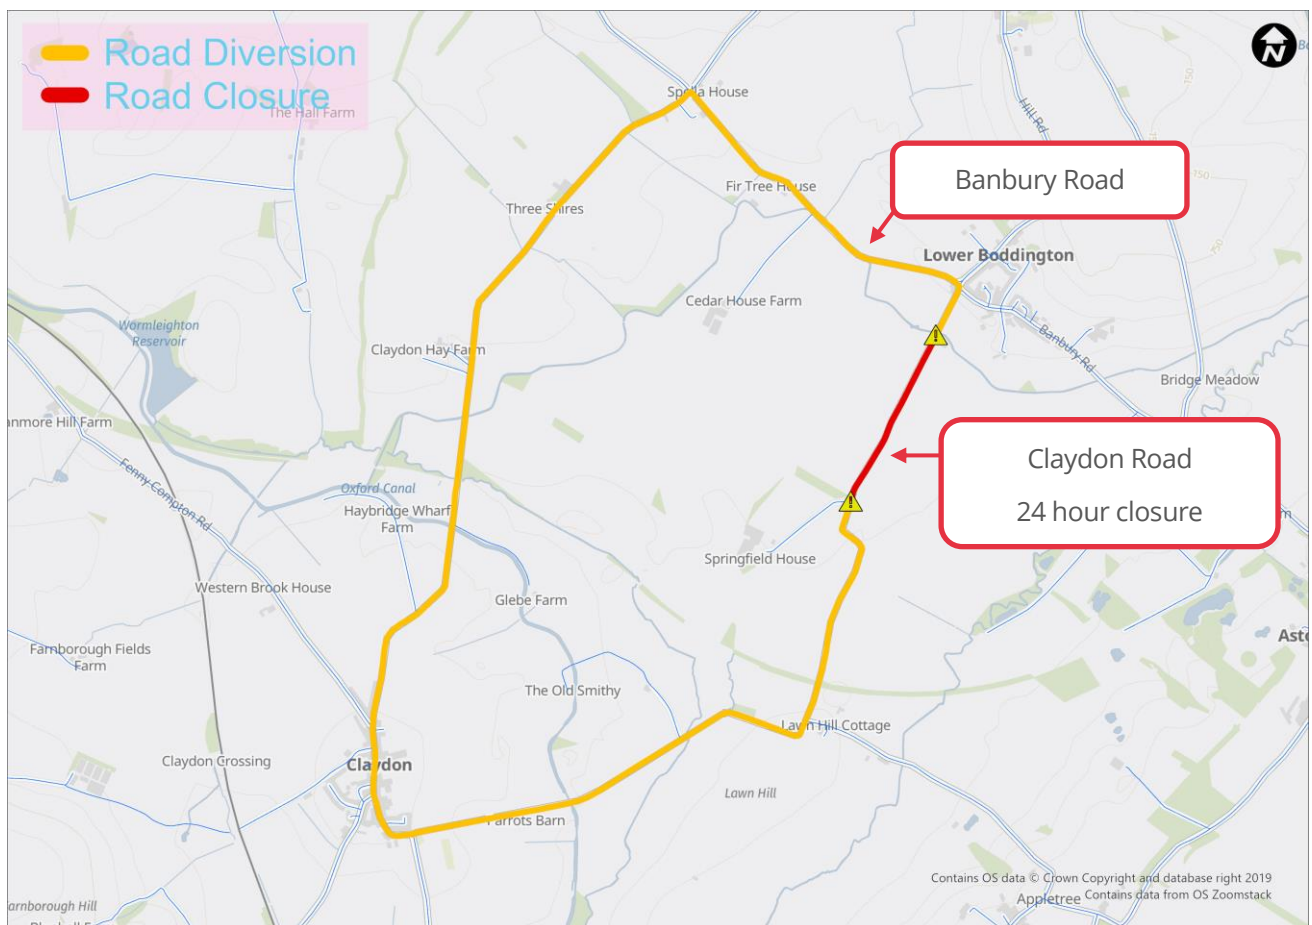 Road Diversion
Road Closure
The Hall Farm
Spella House
N
Hill Rd
150
150
150
Banbury Road
Fir Tree House
Three Shires
Lower Boddington
Cedar House Farm
Wormleighton
Reservoir
Claydon Hay Farm
Banbury Rd
Bridge Meadow
Hill Farm
Claydon Road
24 hour closure
Fenny Compton Rd
Oxford Canal
Haybridge Wharf
Farm
Springfield House
Western Brook House
Glebe Farm
Farnborough Fields
Farm
The Old Smithy
Lawn Hill Cottage
Claydon Crossing
Claydon
Lawn Hill
Parrots Barn
Contains OS data © Crown Copyright and database right 2019
Appletree
Contains data from OS Zoomstack
Hill